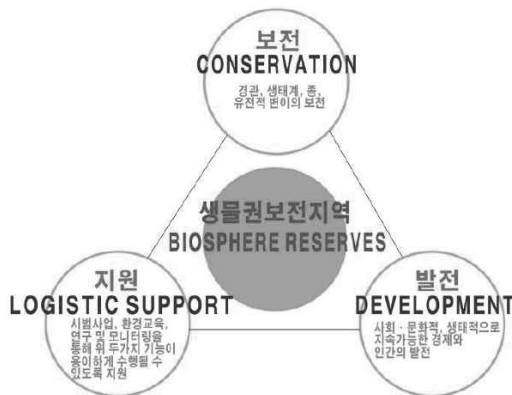 보전
CONSERVATION
경관, 생태계, 종,
유전적 변이의 보전
생물권보전지역
BIOSPHERE RESERVES
지원
LOGISTIC SUPPORT
시범사업, 환경교육,
연구 및 모니터링을
통해 위 두가지 기능이
용이하게 수행될 수
있도록 지원
발전
DEVELOPMENT
사회 · 문화적, 생태적으로
지속가능한 경제와
인간의 발전